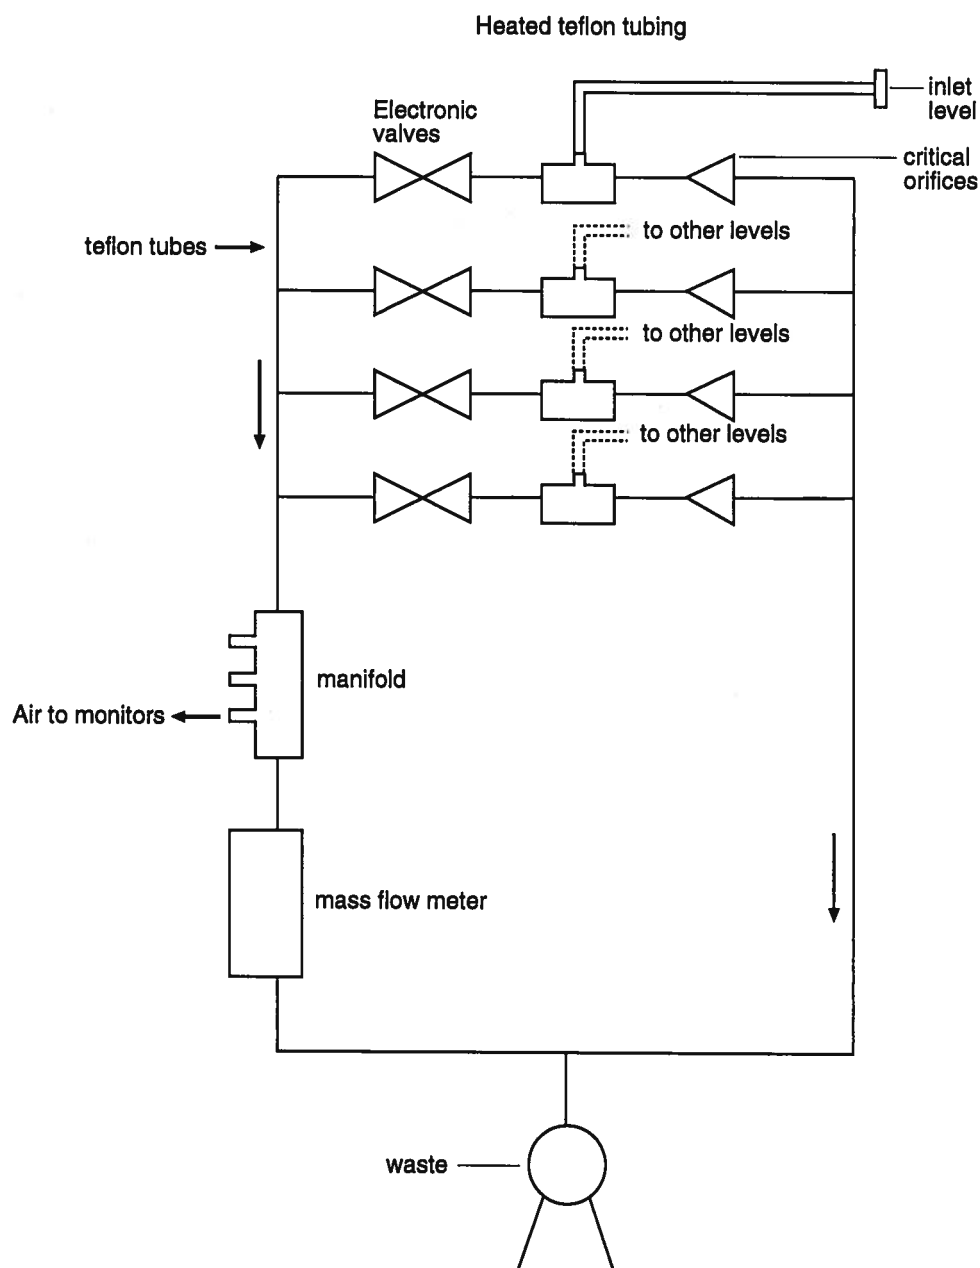 Heated teflon tubing
inlet
level
Electronic
valves
critical
orifices
to other levels
teflon tubes
to other levels
to other levels
manifold
Air to monitors
mass flow meter
waste